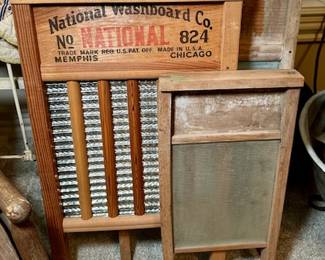 National Washboard Co.
No NATIONAL 824
TRADE MARK REG. U.S. PAT. OFF. MADE IN U.S.A.
MEMPHIS CHICAGO